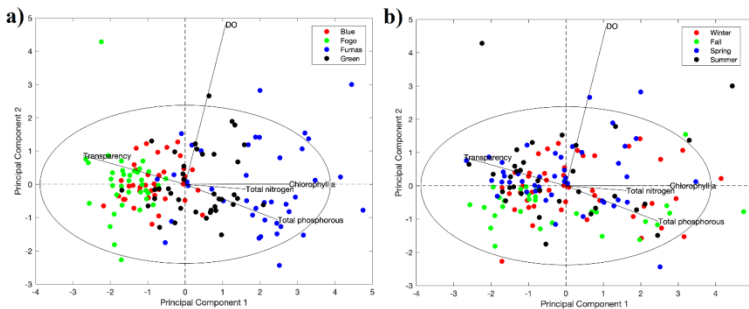 a)
5
4
3
2
1
0
-1
-2
-3
Principal Component 2
-4
-3
-2
-1
0
1
2
3
4
5
Principal Component 1
DO
Transparency
Chlorophyll a
Total nitrogen
Total phosphorous
Blue
Fogo
Furnas
Green
b)
5
4
3
2
1
0
-1
-2
-3
Principal Component 2
-4
-3
-2
-1
0
1
2
3
4
Principal Component 1
DO
Transparency
Chlorophyll a
Total nitrogen
Total phosphorous
Winter
Fall
Spring
Summer